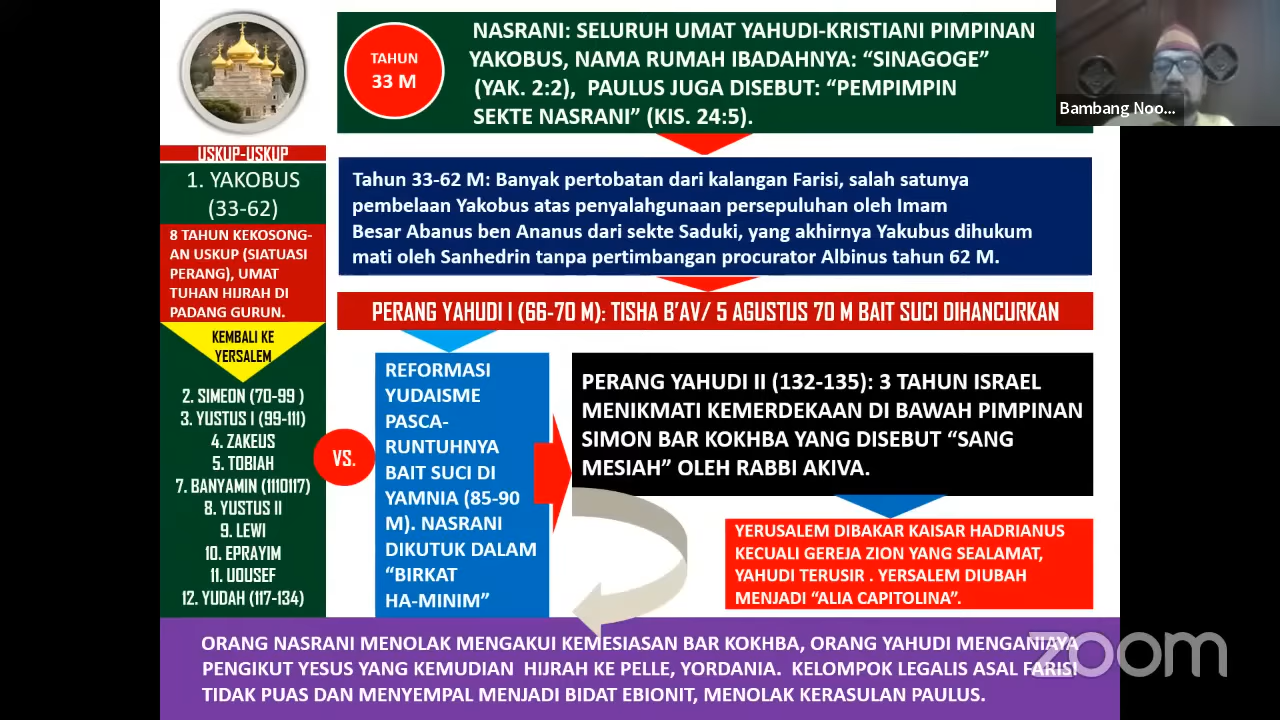 TAHUN
33 M
NASRANI: SELURUH UMAT YAHUDI-KRISTIANI PIMPINAN
YAKOBUS, NAMA RUMAH IBADAHNYA: “SINAGOGE”
(YAK. 2:2), PAULUS JUGA DISEBUT: “PEMPIMPIN
SEKTE NASRANI” (KIS. 24:5).
Bambang Noo...
USKUP-USKUP
1. YAKOBUS
(33-62)
8 TAHUN KEKOSONG-
AN USKUP (SIATUASI
PERANG), UMAT
TUHAN HIJRAH DI
PADANG GURUN.
KEMBALI KE
YERSALEM
2. SIMEON (70-99 )
3. YUSTUS I (99-111)
4. ZAKEUS
5. TOBIAH
7. BANYAMIN (1110117)
8. YUSTUS II
9. LEWI
10. EPRAYIM
11. UOUSEF
12. YUDAH (117-134)
Tahun 33-62 M: Banyak pertobatan dari kalangan Farisi, salah satunya
pembelaan Yakobus atas penyalahgunaan persepuluhan oleh Imam
Besar Abanus ben Ananus dari sekte Saduki, yang akhirnya Yakubus dihukum
mati oleh Sanhedrin tanpa pertimbangan procurator Albinus tahun 62 M.
PERANG YAHUDI I (66-70 M): TISHA B’AV/ 5 AGUSTUS 70 M BAIT SUCI DIHANCURKAN
VS.
REFORMASI
YUDAISME
PASCA-
RUNTUHNYA
BAIT SUCI DI
YAMNIA (85-90
M). NASRANI
DIKUTUK DALAM
“BIRKAT
HA-MINIM”
PERANG YAHUDI II (132-135): 3 TAHUN ISRAEL
MENIKMATI KEMERDEKAAN DI BAWAH PIMPINAN
SIMON BAR KOKHBA YANG DISEBUT “SANG
MESIAH” OLEH RABBI AKIVA.
YERUSALEM DIBAKAR KAISAR HADRIANUS
KECUALI GEREJA ZION YANG SEALAMAT,
YAHUDI TERUSIR . YERSALEM DIUBAH
MENJADI “ALIA CAPITOLINA”.
ORANG NASRANI MENOLAK MENGAKUI KEMESIASAN BAR KOKHBA, ORANG YAHUDI MENGANIAYA
PENGIKUT YESUS YANG KEMUDIAN HIJRAH KE PELLE, YORDANIA. KELOMPOK LEGALIS ASAL FARISI
TIDAK PUAS DAN MENYEMPAL MENJADI BIDAT EBIONIT, MENOLAK KERASULAN PAULUS.
zoom